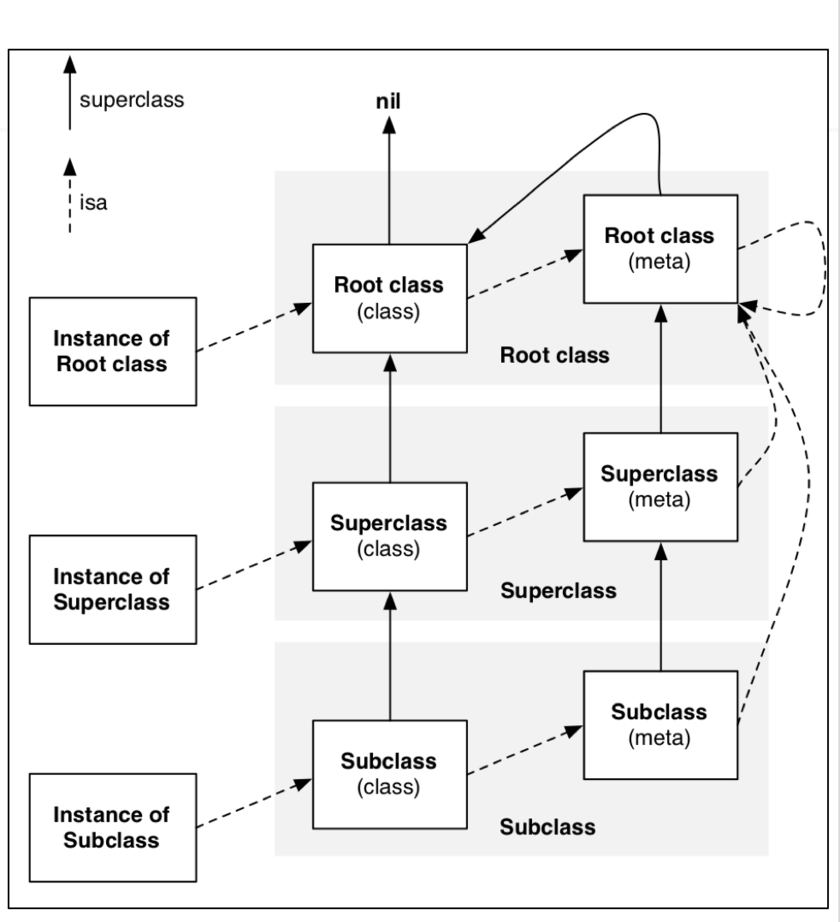 superclass
nil
isa
Root class
(meta)
Root class
(class)
Instance of
Root class
Root class
Superclass
(meta)
Superclass
(class)
Instance of
Superclass
Superclass
Subclass
(meta)
Subclass
(class)
Instance of
Subclass
Subclass